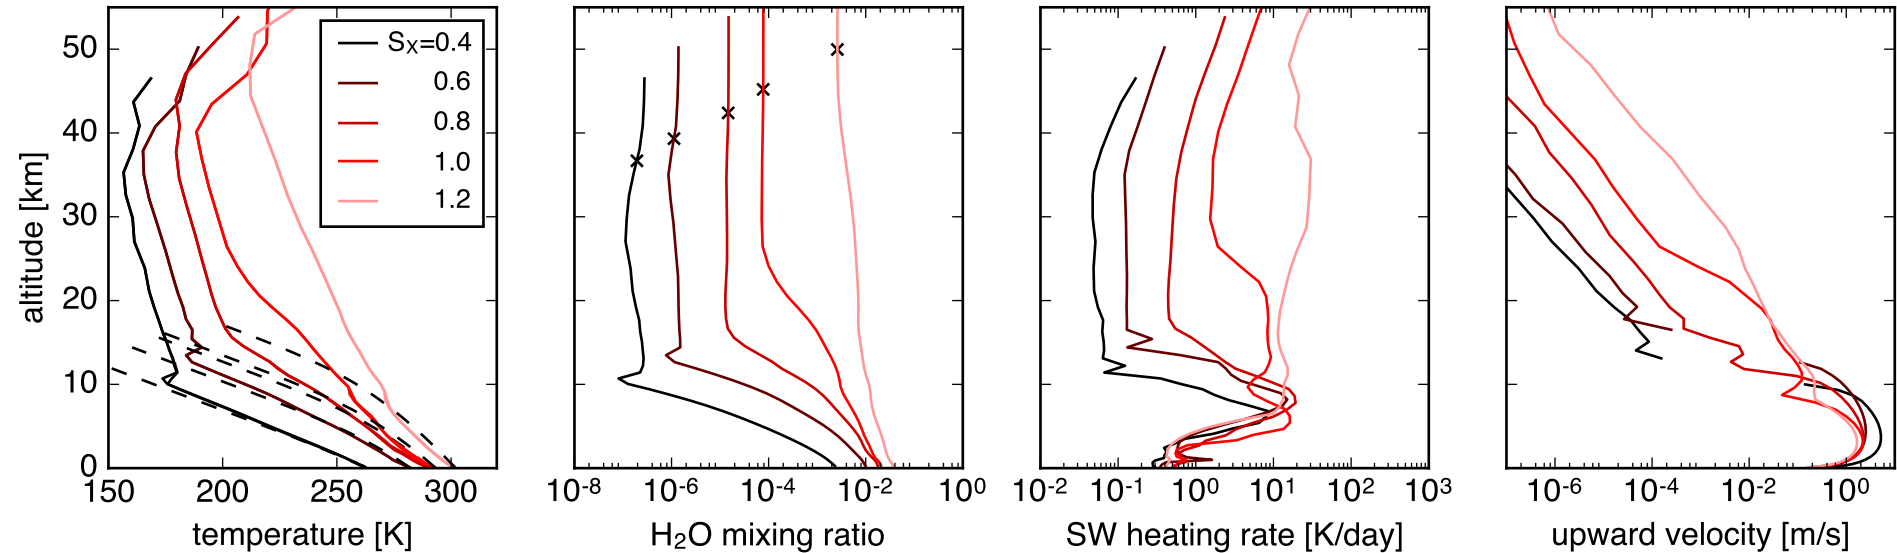 altitude [km]
50
40
30
20
10
0
Sx=0.4
0.6
0.8
1.0
1.2
150 200 250 300
temperature [K]
10-8 10-6 10-4 10-2 100
H2O mixing ratio
10-2 10-1 100 101 102 103
SW heating rate [K/day]
10-6 10-4 10-2 100
upward velocity [m/s]